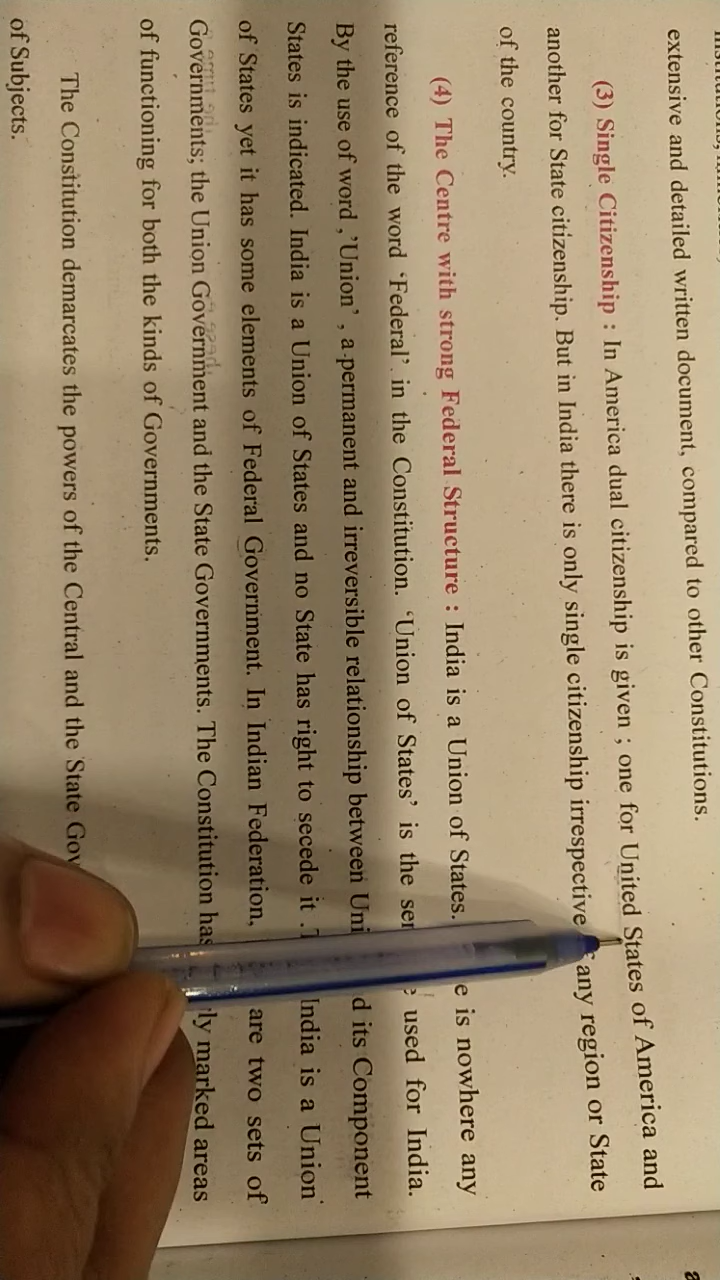 extensive and detailed written document, compared to other Constitutions.
(3) Single Citizenship : In America dual citizenship is given ; one for United States of America and
another for State citizenship. But in India there is only single citizenship irrespective any region or State
of the country.
(4) The Centre with strong Federal Structure : India is a Union of States. is nowhere any
reference of the word 'Federal' in the Constitution. 'Union of States' is the used for India.
By the use of word ,'Union' , a permanent and irreversible relationship between its Component
States is indicated. India is a Union of States and no State has right to secede it . India is a Union
of States yet it has some elements of Federal Government. In Indian Federation, are two sets of
Governments; the Union Government and the State Governments. The Constitution has marked areas
of functioning for both the kinds of Governments.
The Constitution demarcates the powers of the Central and the State
of Subjects.